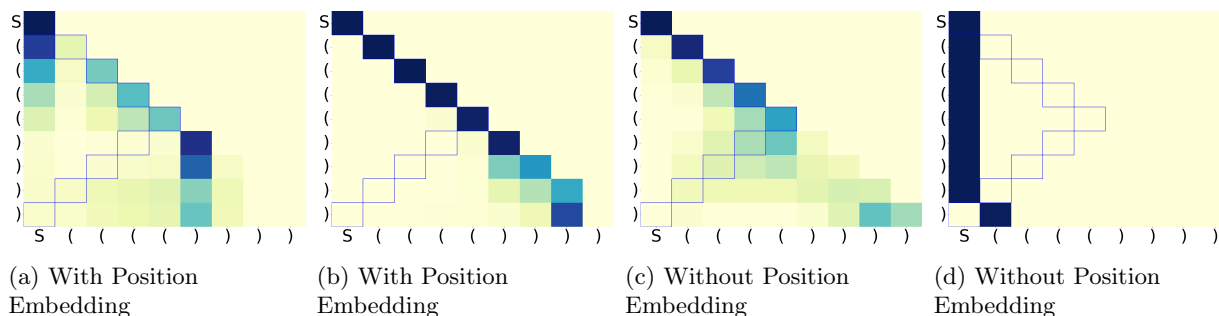 S
(
(
(
(
)
)
)
)
S ( ( ( ( ) ) ) )
(a) With Position
Embedding
S
(
(
(
(
)
)
)
)
S ( ( ( ( ) ) ) )
(b) With Position
Embedding
S
(
(
(
(
)
)
)
)
S ( ( ( ( ) ) ) )
(c) Without Position
Embedding
S
(
(
(
(
)
)
)
)
S ( ( ( ( ) ) ) )
(d) Without Position
Embedding